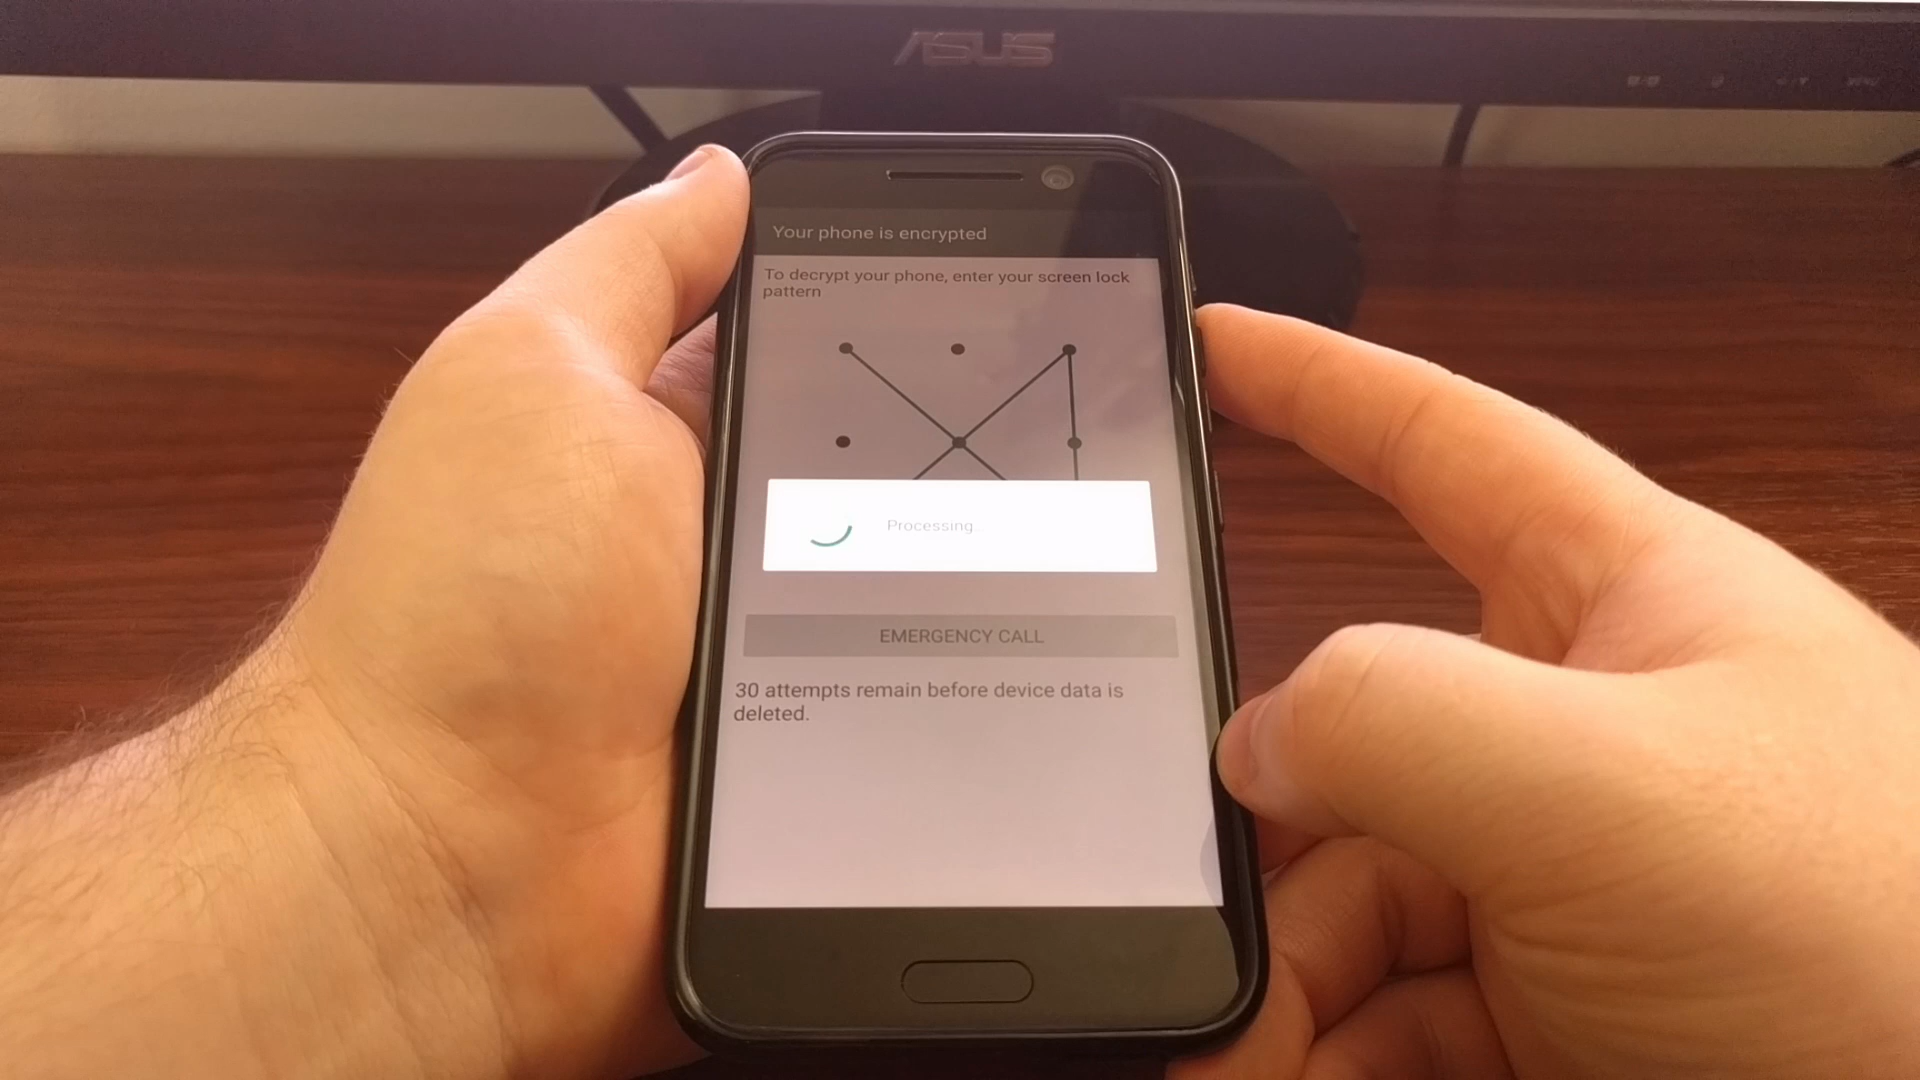 ASUS
Your phone is encrypted
To decrypt your phone, enter your screen lock
pattern
Processing...
EMERGENCY CALL
30 attempts remain before device data is
deleted.